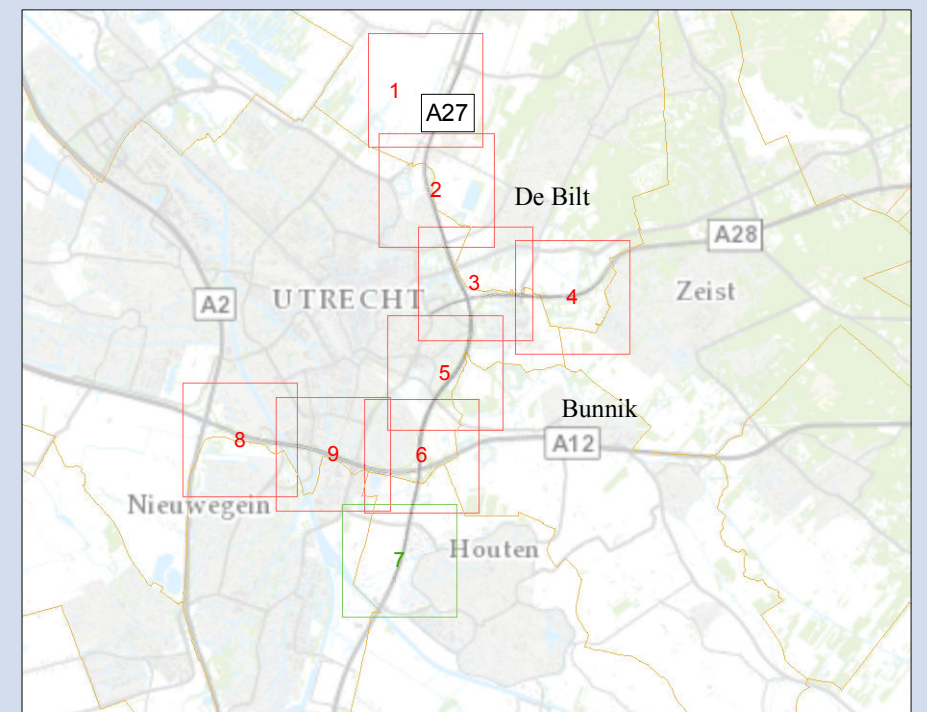 1
A27
2
De Bilt
A28
3
4
Zeist
A2
UTRECHT
5
Bunnik
8
9
6
A12
Nieuwegein
7
Houten